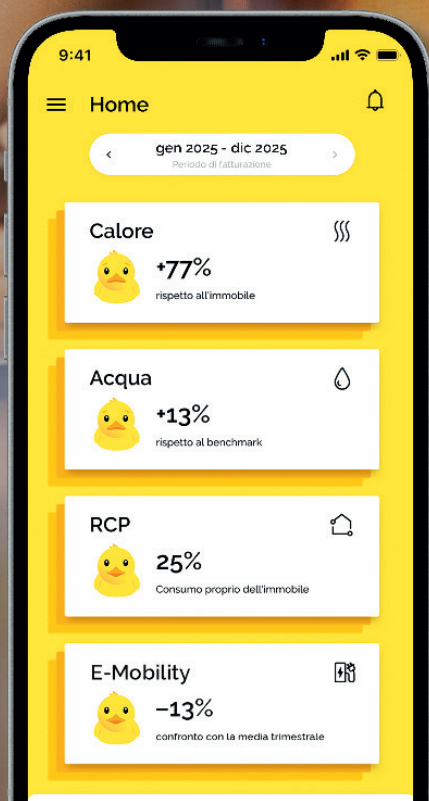 9:41
Home
gen 2025 - dic 2025
Periodo di fatturazione
Calore
+77%
rispetto all'immobile
Acqua
+13%
rispetto al benchmark
RCP
25%
Consumo proprio dell'immobile
E-Mobility
–13%
confronto con la media trimestrale